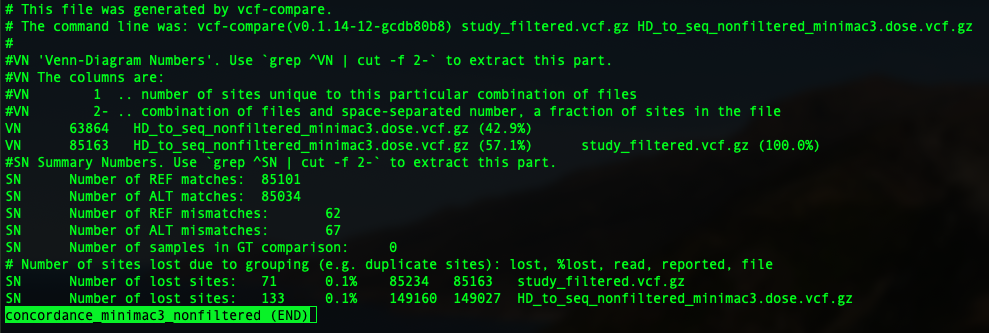 # This file was generated by vcf-compare.
# The command line was: vcf-compare(v0.1.14-12-gcdb80b8) study_filtered.vcf.gz HD_to_seq_nonfiltered_minimac3.dose.vcf.gz
#
#VN 'Venn-Diagram Numbers'. Use `grep ^VN | cut -f 2-` to extract this part.
#VN The columns are:
#VN        1  .. number of sites unique to this particular combination of files
#VN        2- .. combination of files and space-separated number, a fraction of sites in the file
VN      63864   HD_to_seq_nonfiltered_minimac3.dose.vcf.gz (42.9%)
VN      85163   HD_to_seq_nonfiltered_minimac3.dose.vcf.gz (57.1%)      study_filtered.vcf.gz (100.0%)
#SN Summary Numbers. Use `grep ^SN | cut -f 2-` to extract this part.
SN      Number of REF matches:  85101
SN      Number of ALT matches:  85034
SN      Number of REF mismatches:       62
SN      Number of ALT mismatches:       67
SN      Number of samples in GT comparison:     0
# Number of sites lost due to grouping (e.g. duplicate sites): lost, %lost, read, reported, file
SN      Number of lost sites:   71      0.1%    85234   85163   study_filtered.vcf.gz
SN      Number of lost sites:   133     0.1%    149160  149027  HD_to_seq_nonfiltered_minimac3.dose.vcf.gz
concordance_minimac3_nonfiltered (END)